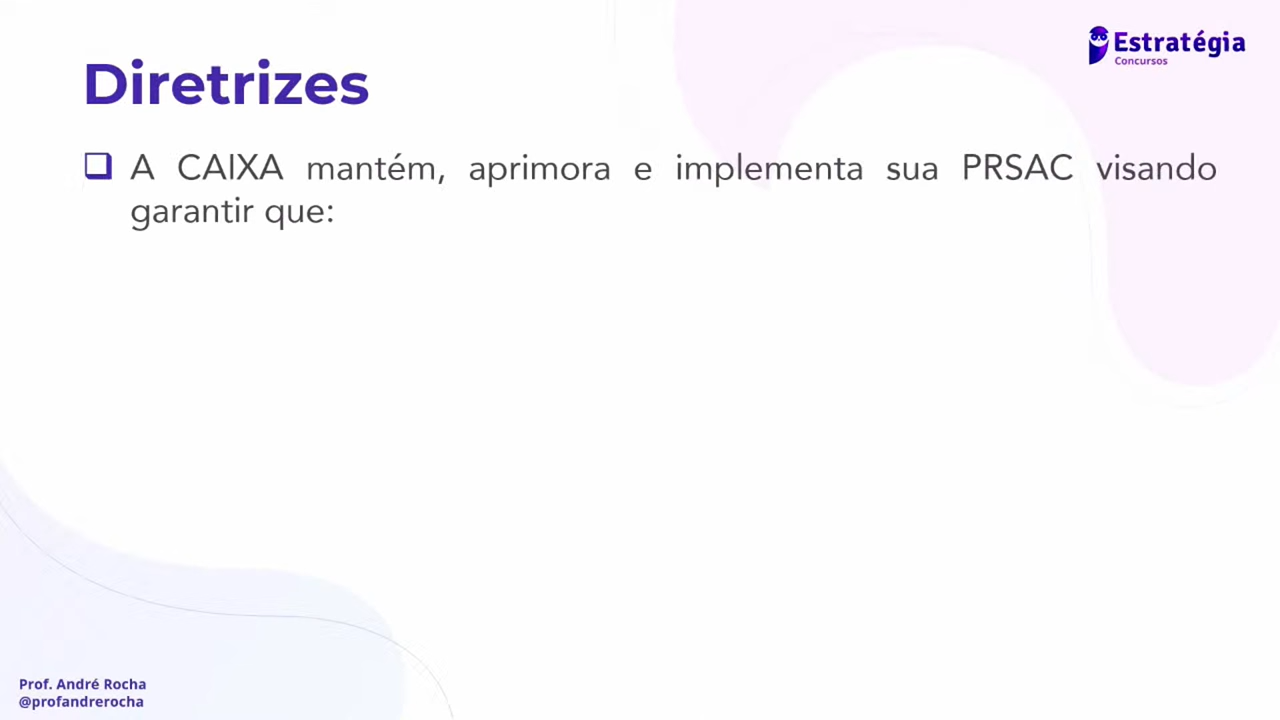 Estratégia
Concursos
Diretrizes
A CAIXA mantém, aprimora e implementa sua PRSAC visando
garantir que:
Prof. André Rocha
@profandrerocha